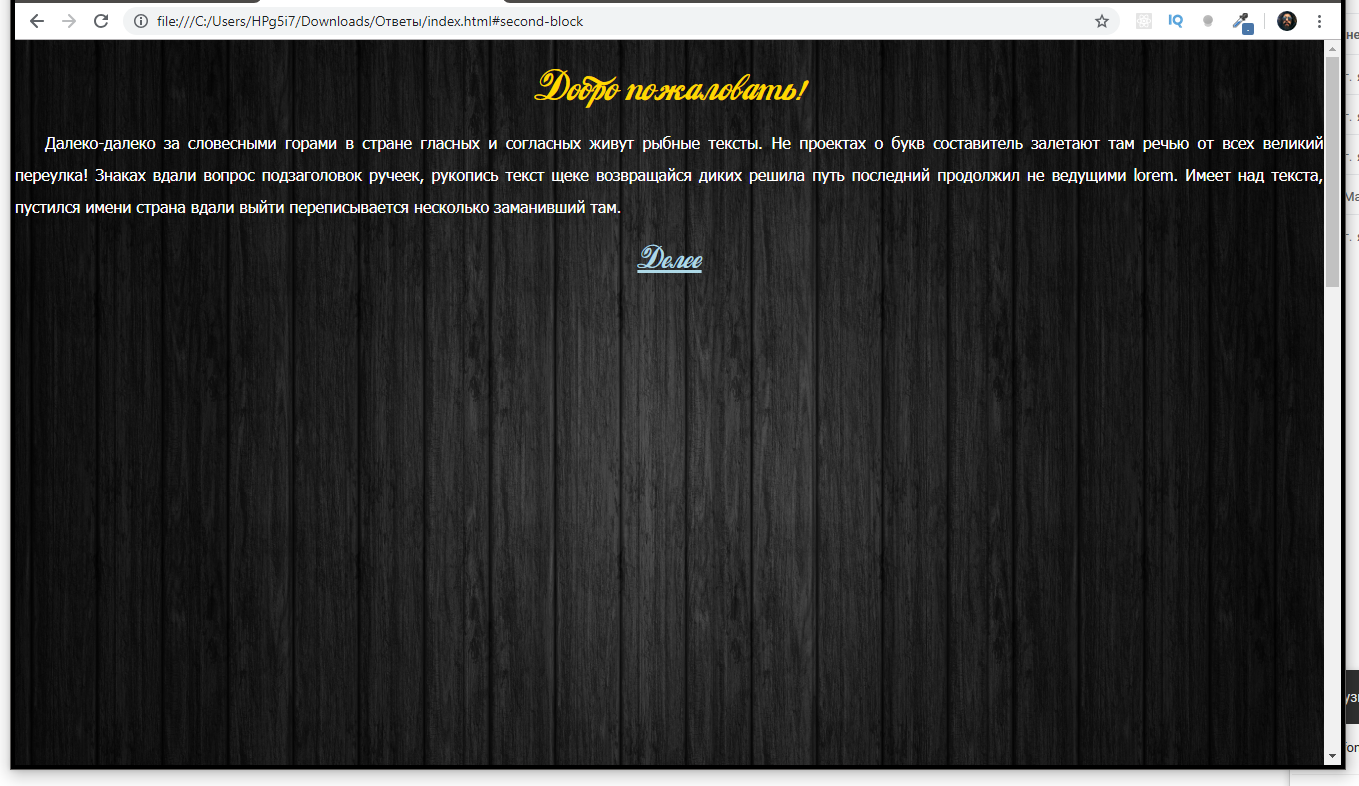 file:///C:/Users/HPg5i7/Downloads/Ответы/index.html#second-block
IQ
Добро пожаловать!
Далеко-далеко за словесными горами в стране гласных и согласных живут рыбные тексты. Не проектах о букв составитель залетают там речью от всех великий
переулка! Знаках вдали вопрос подзаголовок ручеек, рукопись текст щеке возвращайся диких решила путь последний продолжил не ведущими lorem. Имеет над текста,
пустился имени страна вдали выйти переписывается несколько заманивший там.
Делее